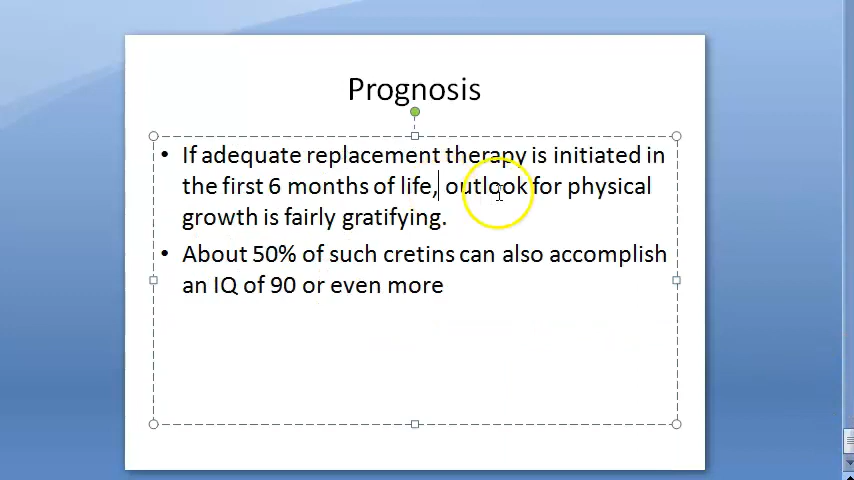 Prognosis
• If adequate replacement therapy is initiated in
the first 6 months of life, outlook for physical
growth is fairly gratifying.
• About 50% of such cretins can also accomplish
an IQ of 90 or even more